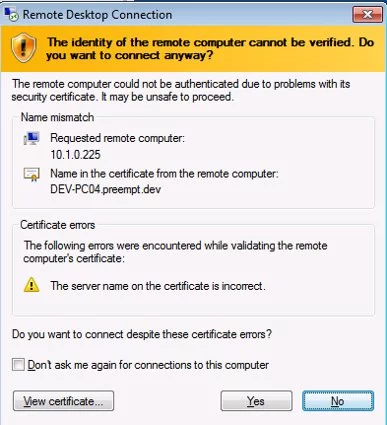 Remote Desktop Connection
The identity of the remote computer cannot be verified. Do
you want to connect anyway?
The remote computer could not be authenticated due to problems with its
security certificate. It may be unsafe to proceed.
Name mismatch
Requested remote computer:
10.1.0.225
Name in the certificate from the remote computer:
DEV-PC04.preempt.dev
Certificate errors
The following errors were encountered while validating the remote
computer's certificate:
The server name on the certificate is incorrect.
Do you want to connect despite these certificate errors?
Don't ask me again for connections to this computer
View certificate... Yes No